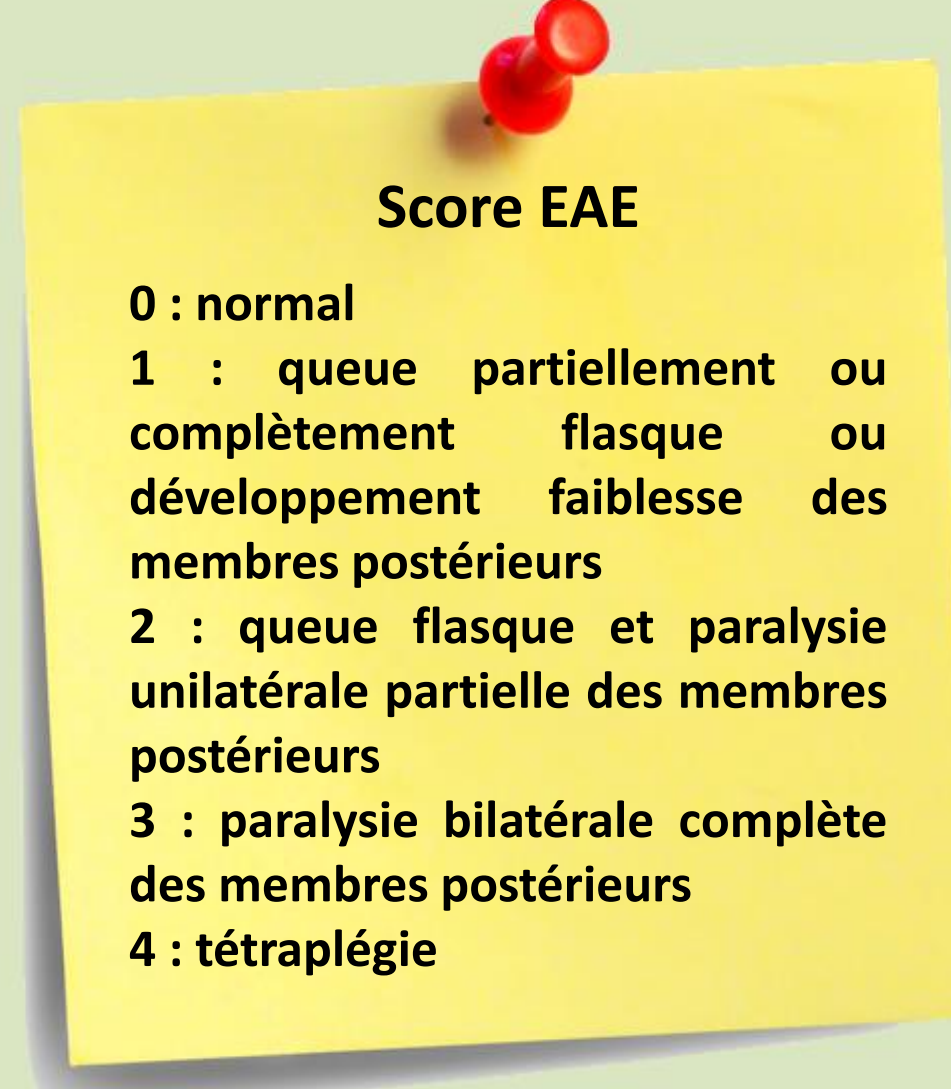 Score EAE
0 : normal
1 : queue partiellement ou
complètement flasque ou
développement faiblesse des
membres postérieurs
2 : queue flasque et paralysie
unilatérale partielle des membres
postérieurs
3 : paralysie bilatérale complète
des membres postérieurs
4 : tétraplégie